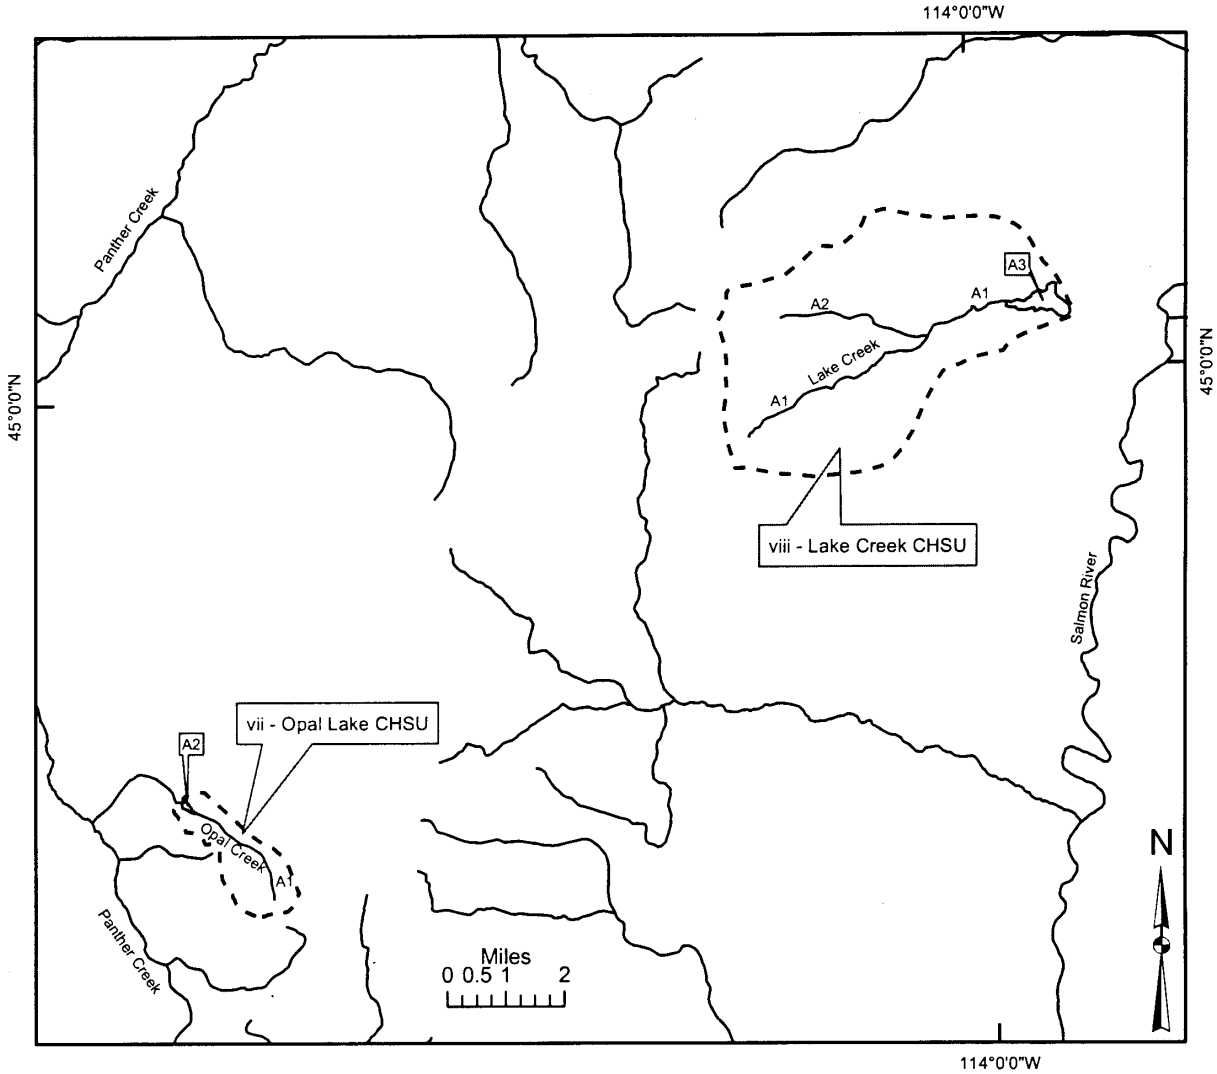 114°0'0"W
Panther Creek
A3
A1
A2
Lake Creek
A1
45°0'0"N
45°0'0"N
viii - Lake Creek CHSU
Salmon River
vii - Opal Lake CHSU
A2
Opal Creek
A1
N
Panther Creek
Miles
0 0.5 1 2
114°0'0"W